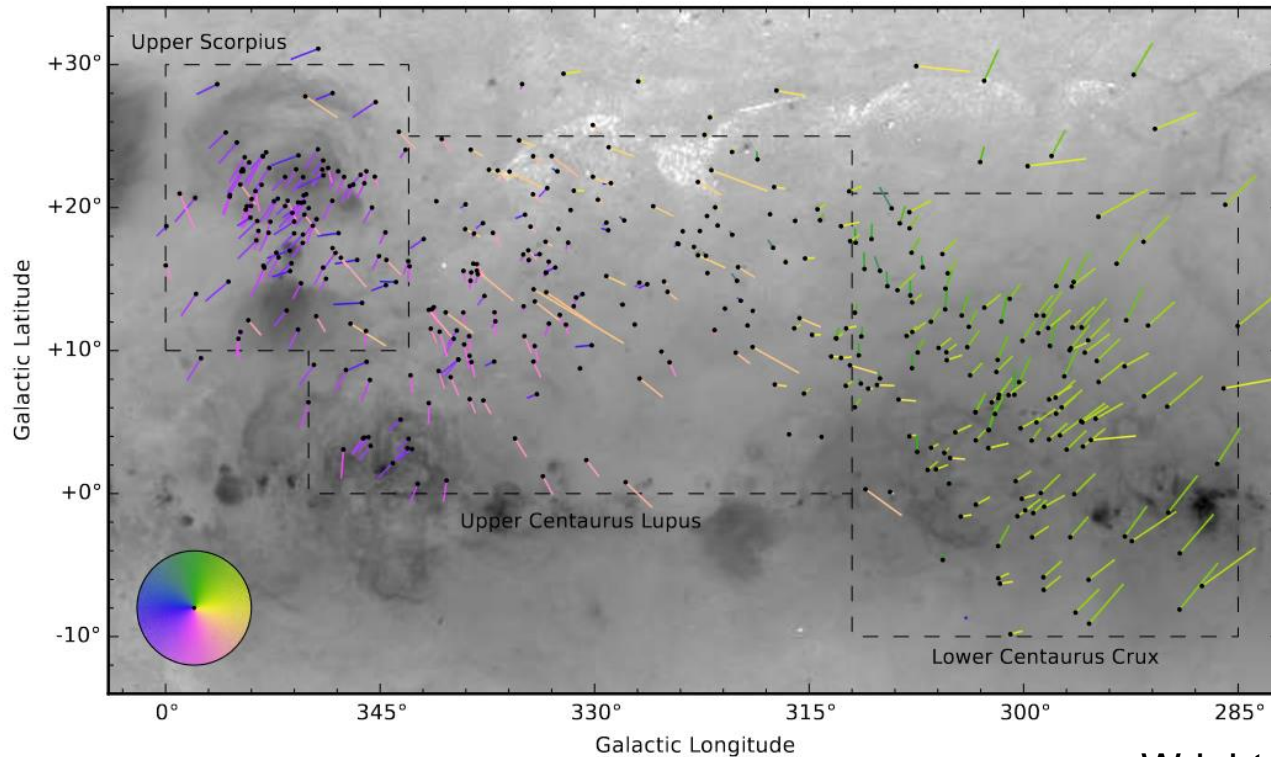 Upper Scorpius
+30°
+20°
+10°
+0°
-10°
Galactic Latitude
Upper Centaurus Lupus
Lower Centaurus Crux
0°
345°
330°
315°
300°
285°
Galactic Longitude